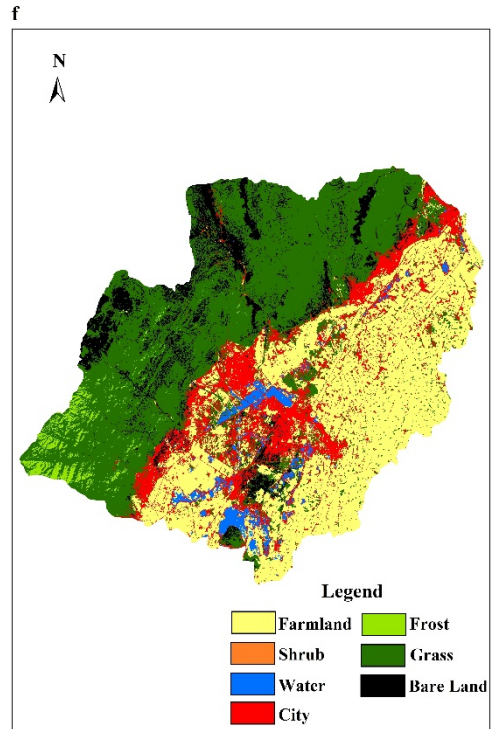 f
N
Legend
Farmland Frost
Shrub Grass
Water Bare Land
City